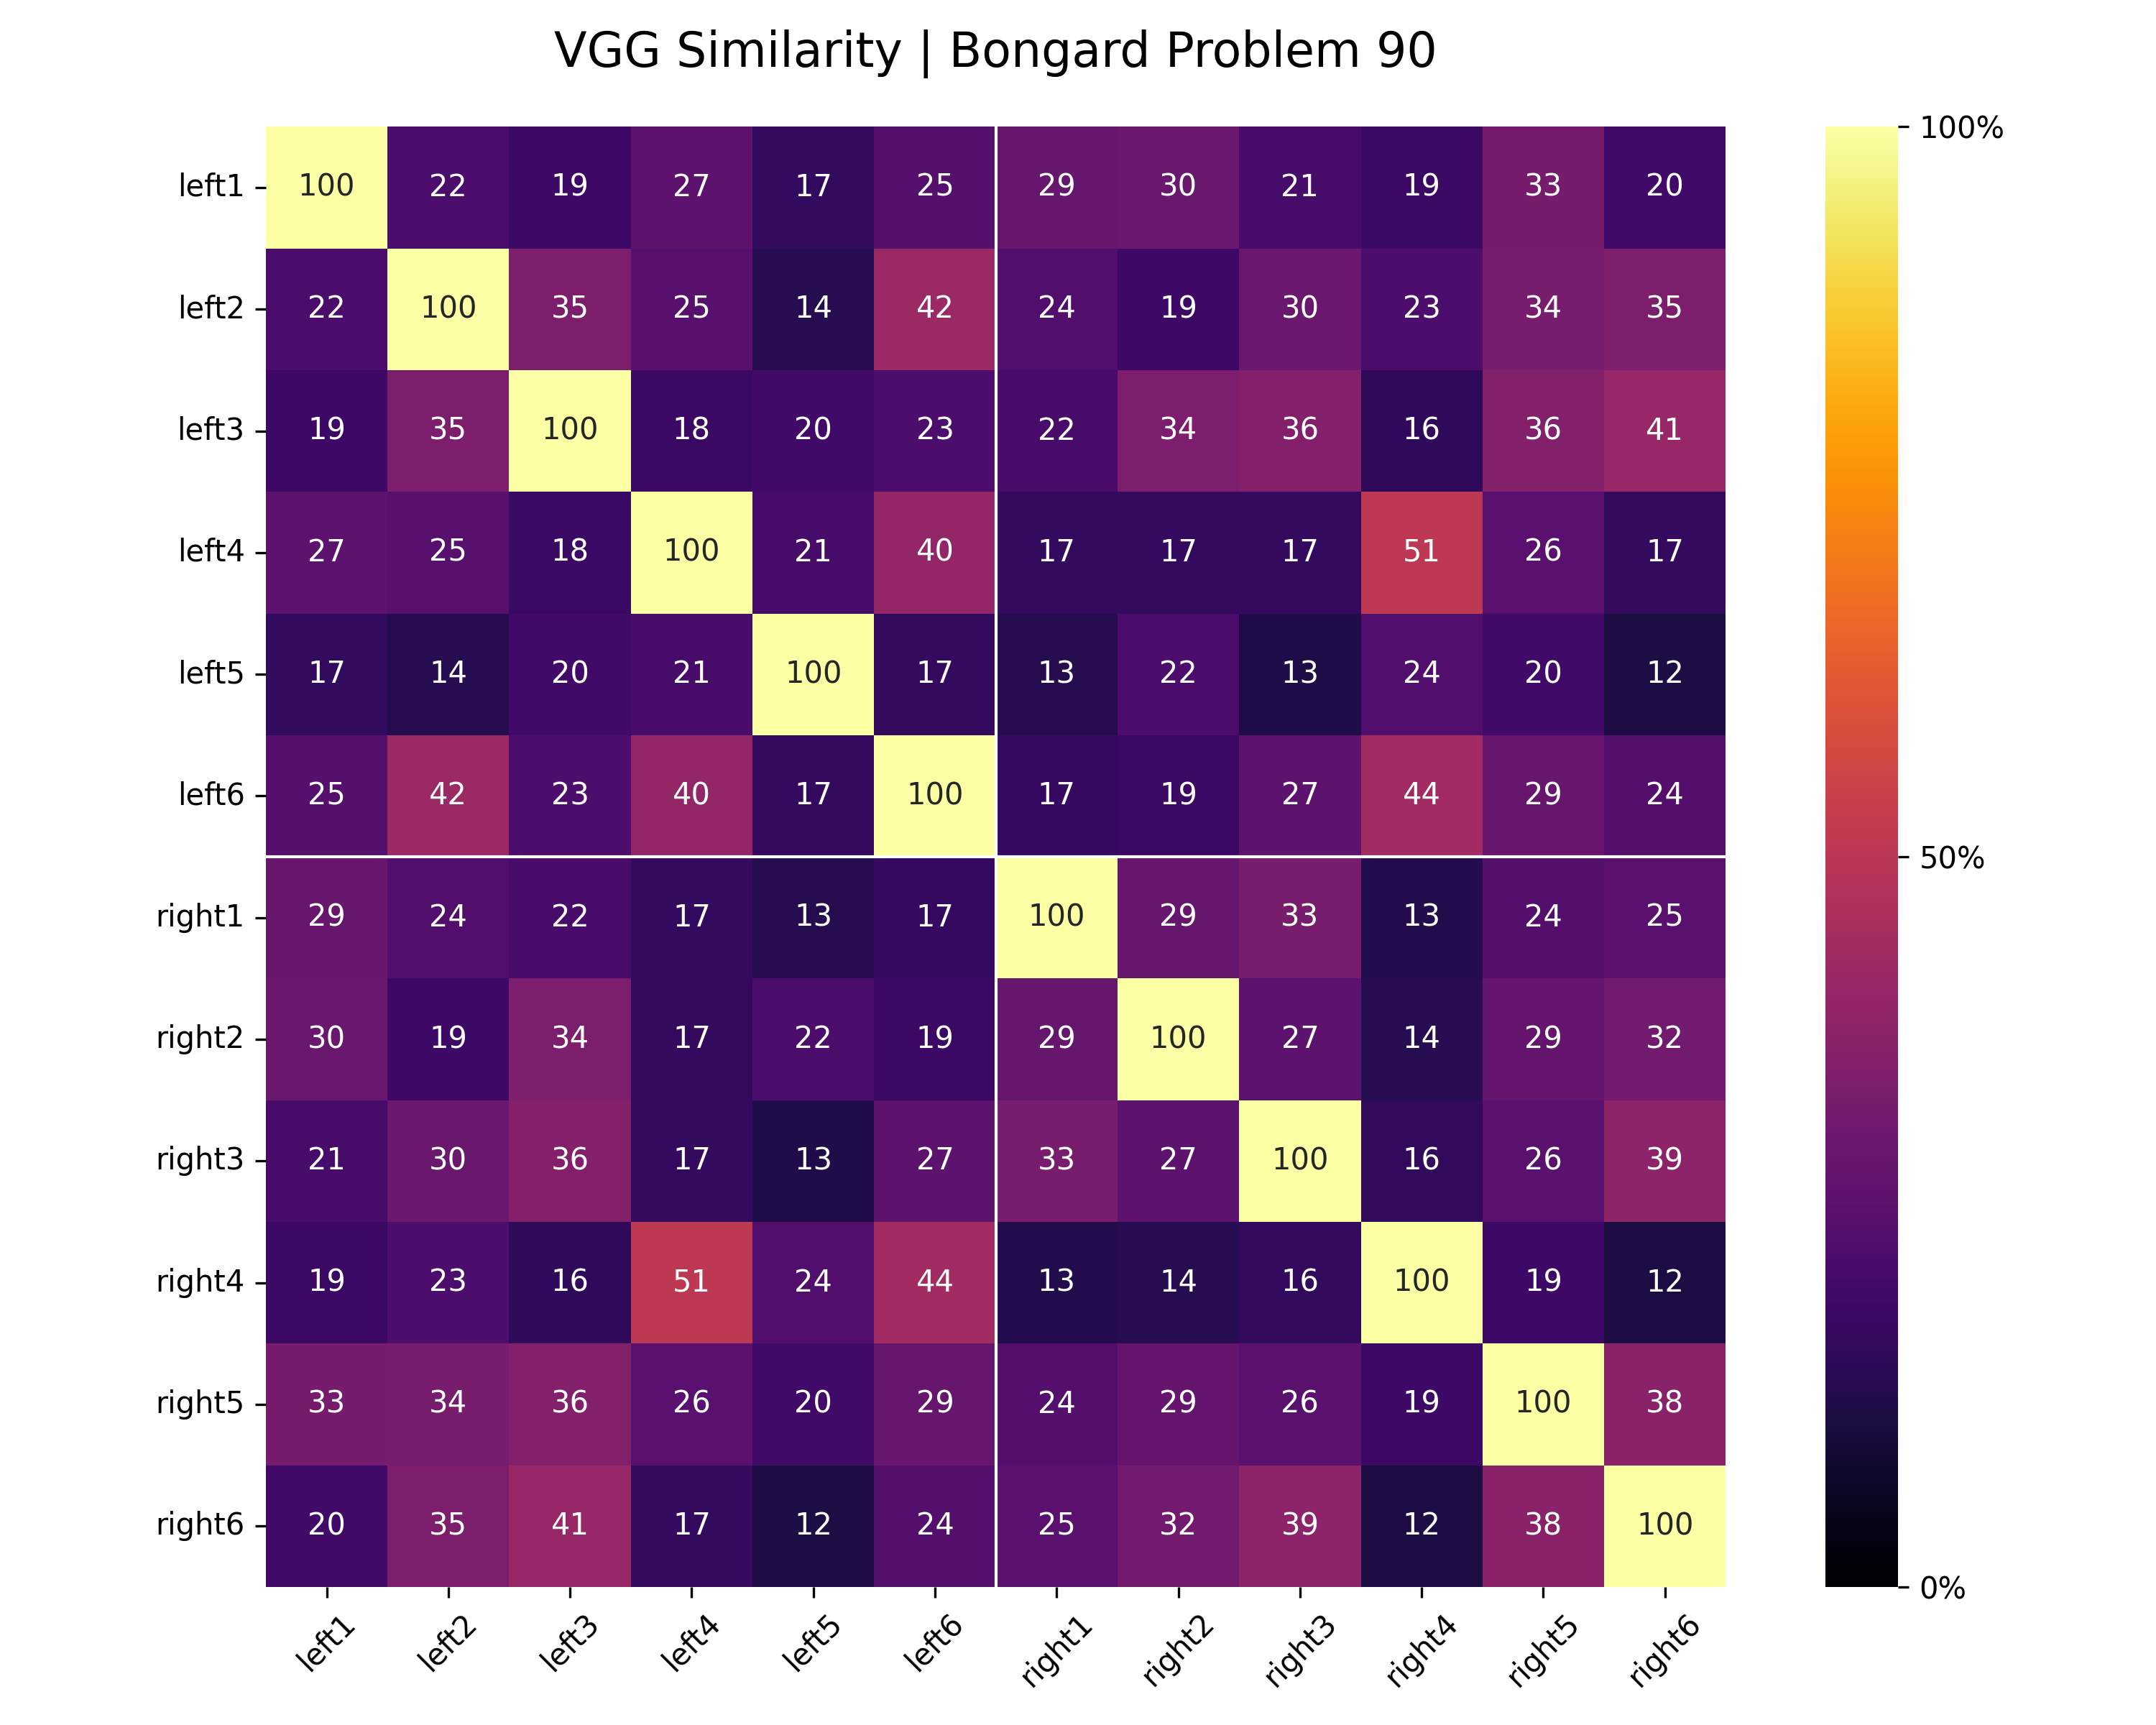 VGG Similarity | Bongard Problem 90
left1 100 22 19 27 17 25 29 30 21 19 33 20
left2 22 100 35 25 14 42 24 19 30 23 34 35
left3 19 35 100 18 20 23 22 34 36 16 36 41
left4 27 25 18 100 21 40 17 17 17 51 26 17
left5 17 14 20 21 100 17 13 22 13 24 20 12
left6 25 42 23 40 17 100 17 19 27 44 29 24
right1 29 24 22 17 13 17 100 29 33 13 24 25
right2 30 19 34 17 22 19 29 100 27 14 29 32
right3 21 30 36 17 13 27 33 27 100 16 26 39
right4 19 23 16 51 24 44 13 14 16 100 19 12
right5 33 34 36 26 20 29 24 29 26 19 100 38
right6 20 35 41 17 12 24 25 32 39 12 38 100
left1 left2 left3 left4 left5 left6 right1 right2 right3 right4 right5 right6
100%
50%
0%